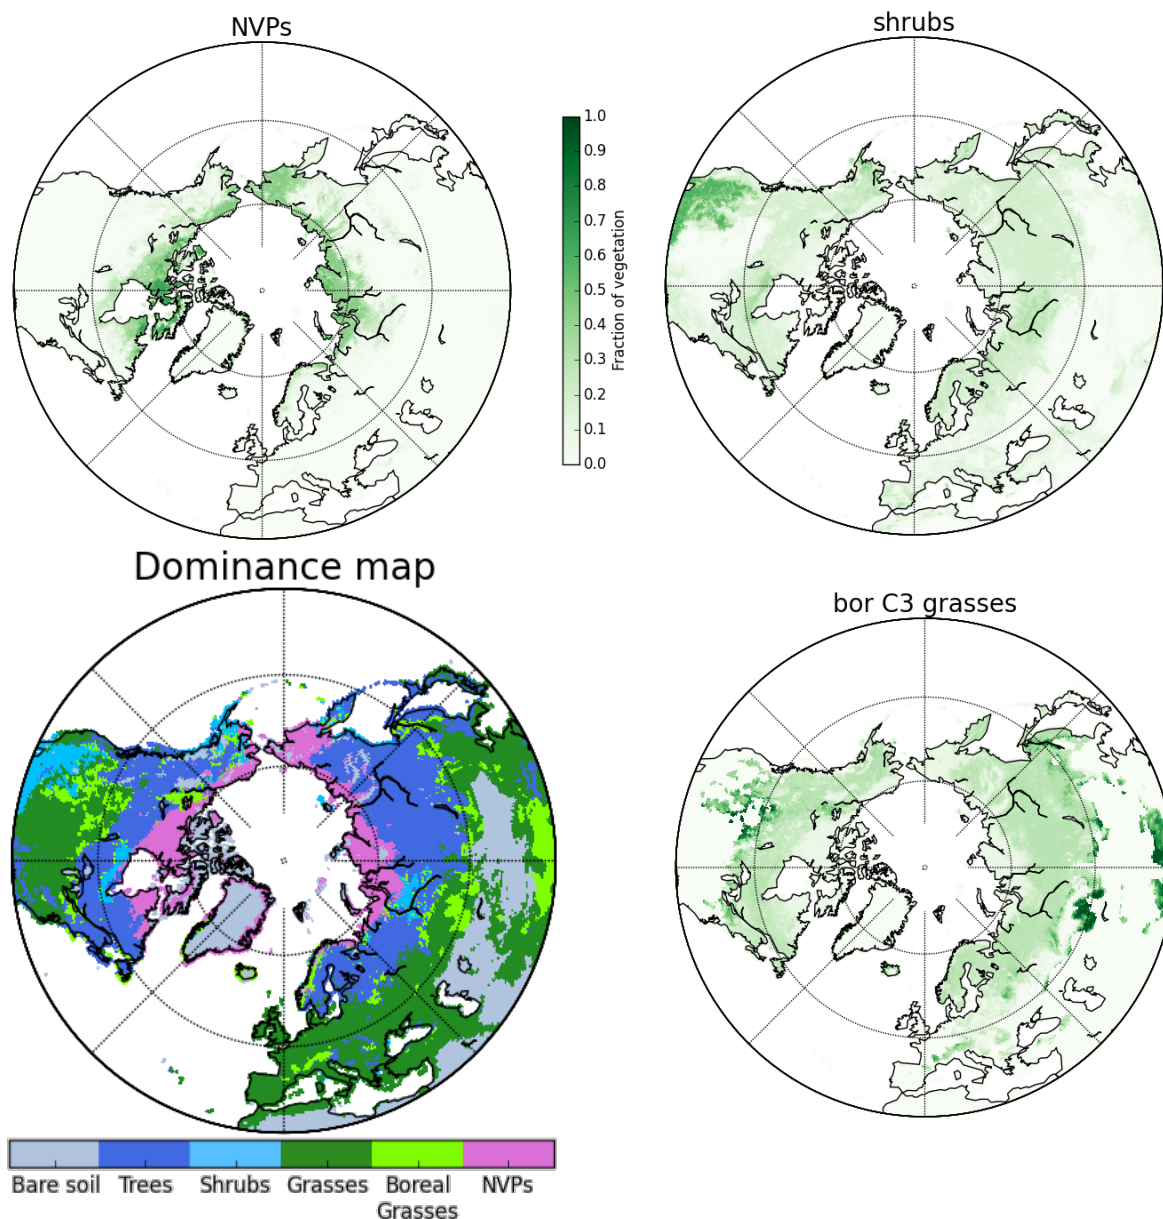 NVPs
shrubs
1.0
0.9
0.8
0.7
0.6
0.5
0.4
0.3
0.2
0.1
0.0
Fraction of vegetation
Dominance map
bor C3 grasses
Bare soil Trees Shrubs Grasses Boreal NVPs
Grasses